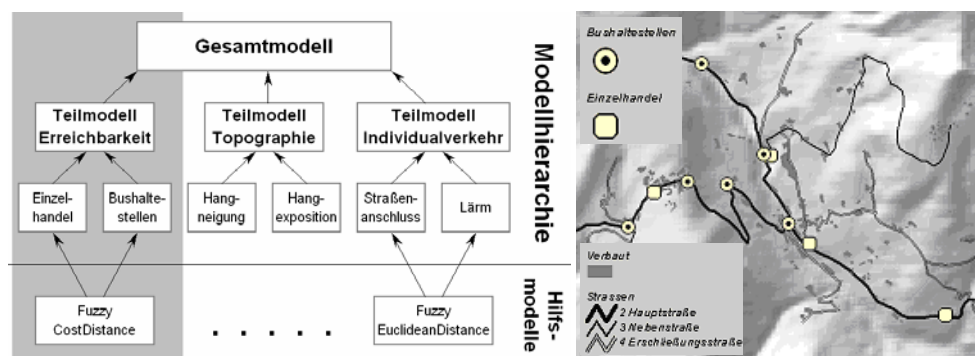 Gesamtmodell
Teilmodell
Erreichbarkeit
Teilmodell
Topographie
Teilmodell
Individualverkehr
Einzel-
handel
Bushalte-
stellen
Hang-
neigung
Hang-
exposition
Straßen-
anschluss
Lärm
Fuzzy
CostDistance
. . . . .
Fuzzy
EuclideanDistance
Modellhierarchie
Hilfs-
modelle
Bushaltestellen
Einzelhandel
Verbaut
Strassen
2 Hauptstraße
3 Nebenstraße
4 Erschließungsstraße